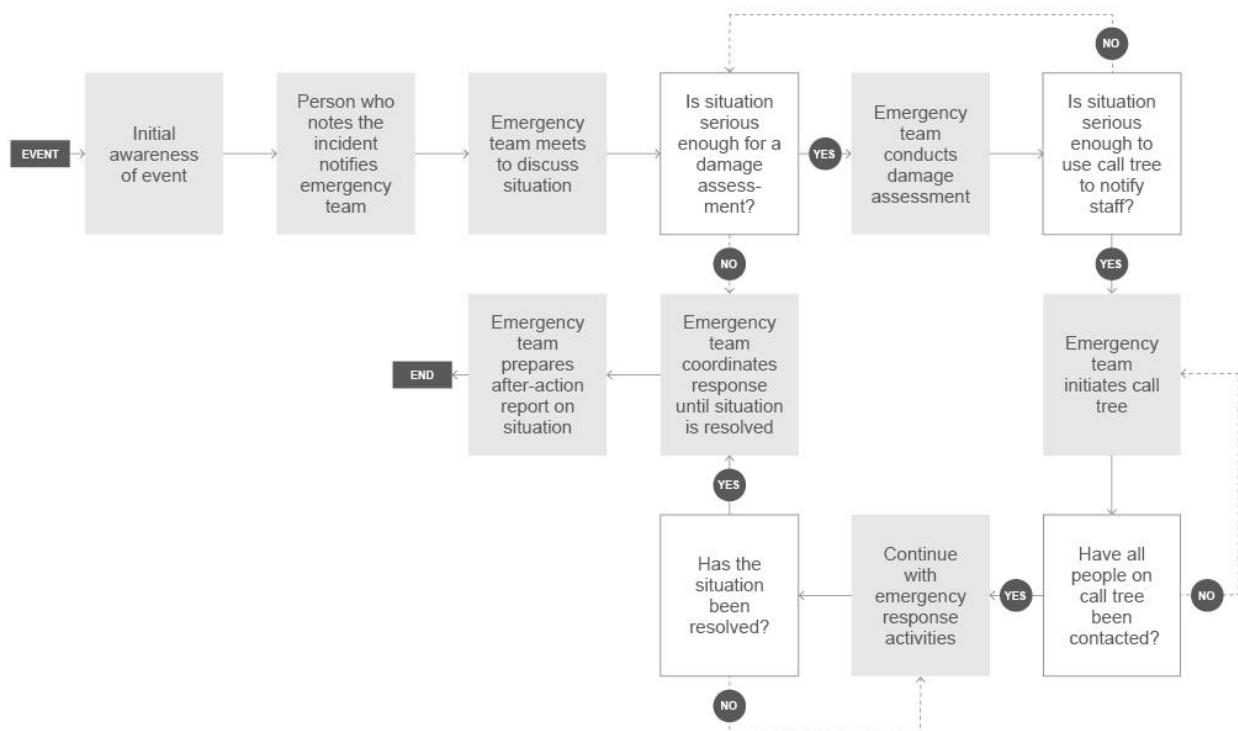 NO
EVENT
Initial
awareness
of event
Person who
notes the
incident
notifies
emergency
team
Emergency
team meets
to discuss
situation
Is situation
serious
enough for a
damage
assess-
ment?
YES
Emergency
team
conducts
damage
assessment
Is situation
serious
enough to
use call tree
to notify
staff?
NO
YES
END
Emergency
team
prepares
after-action
report on
situation
Emergency
team
coordinates
response
until situation
is resolved
Emergency
team
initiates call
tree
YES
Has the
situation
been
resolved?
Continue
with
emergency
response
activities
YES
Have all
people on
call tree
been
contacted?
NO
NO